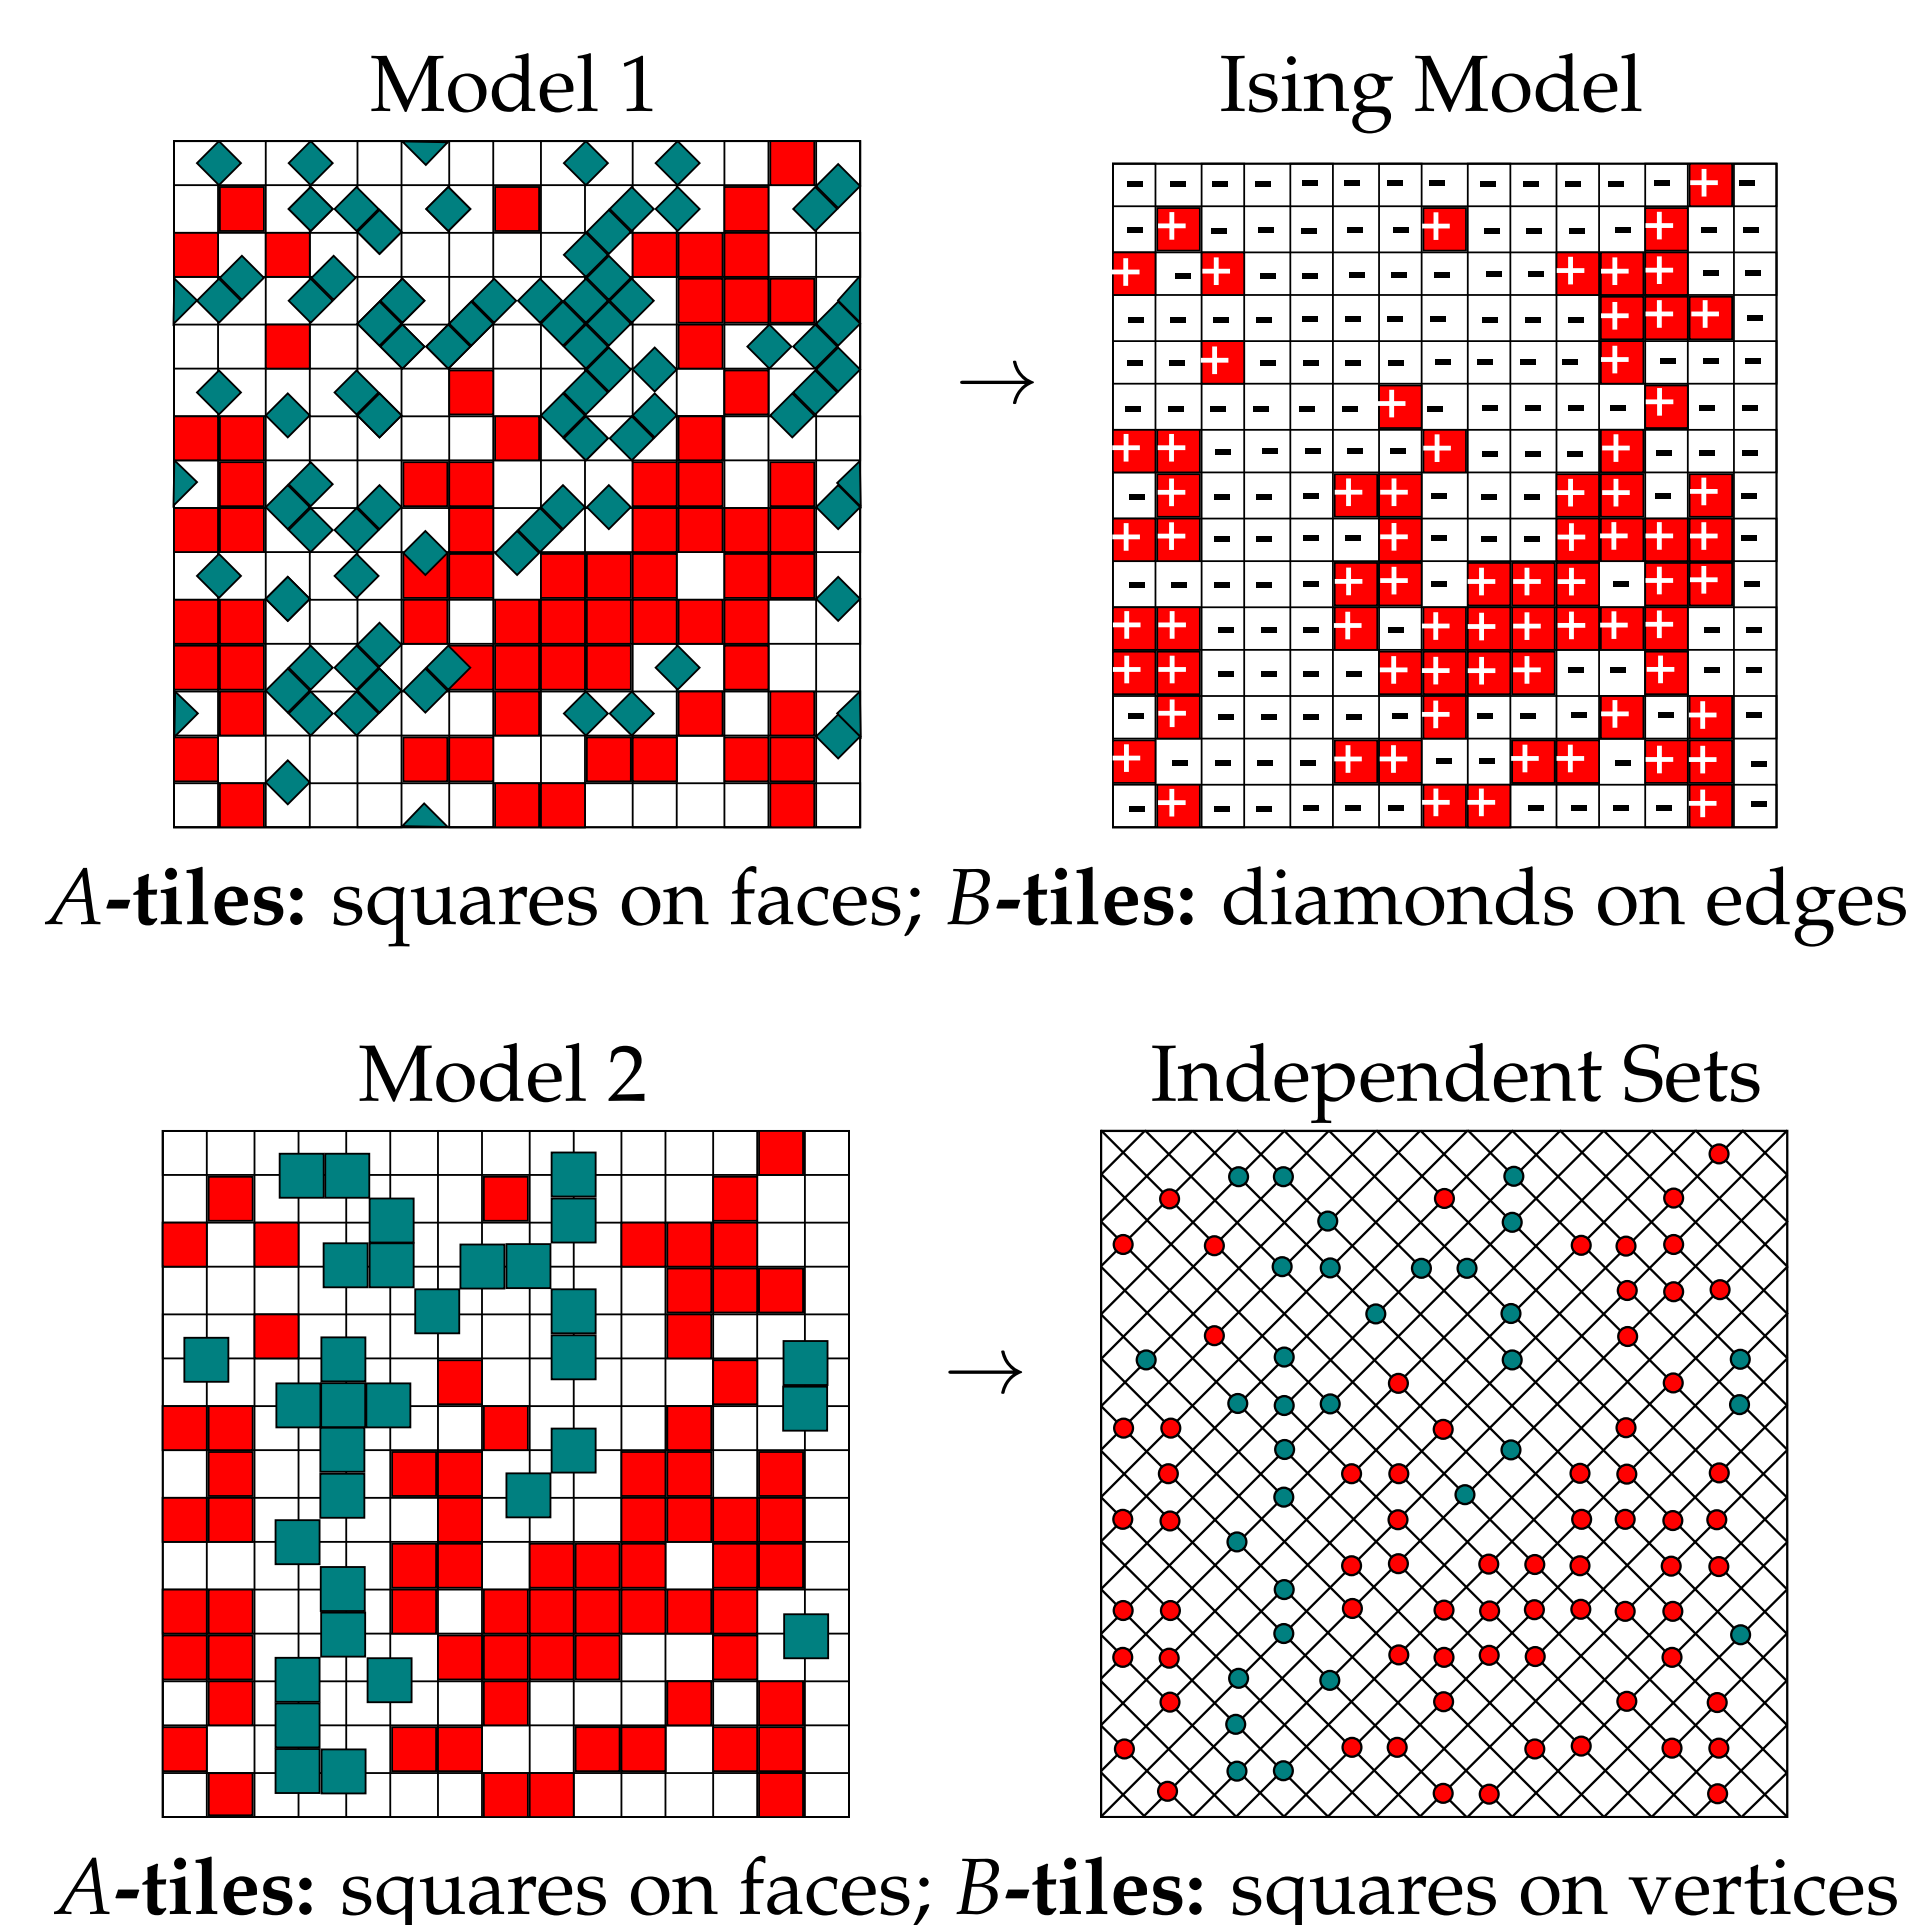 Model 1
Ising Model
- - - - - - - - - - - - - + -
- + - - - - - + - - - - + - -
+ - + - - - - - - - + + + - -
- - - - - - - - - - - + + + -
- - + - - - - - - - - + - - -
- - - - - - + - - - - - + - -
+ + - - - - - + - - - + - - -
- + - - - + + - - - + + - + -
+ + - - - - + - - - + + + + -
- - - - - + + - + + + - + + -
+ + - - - + - + + + + + + - -
+ + - - - - + + + + - - + - -
- + - - - - - + - - - + - + -
+ - - - - + + - - + + - + + -
- + - - - - - + + - - - - + -
→
A-tiles: squares on faces; B-tiles: diamonds on edges
Model 2
Independent Sets
→
A-tiles: squares on faces; B-tiles: squares on vertices